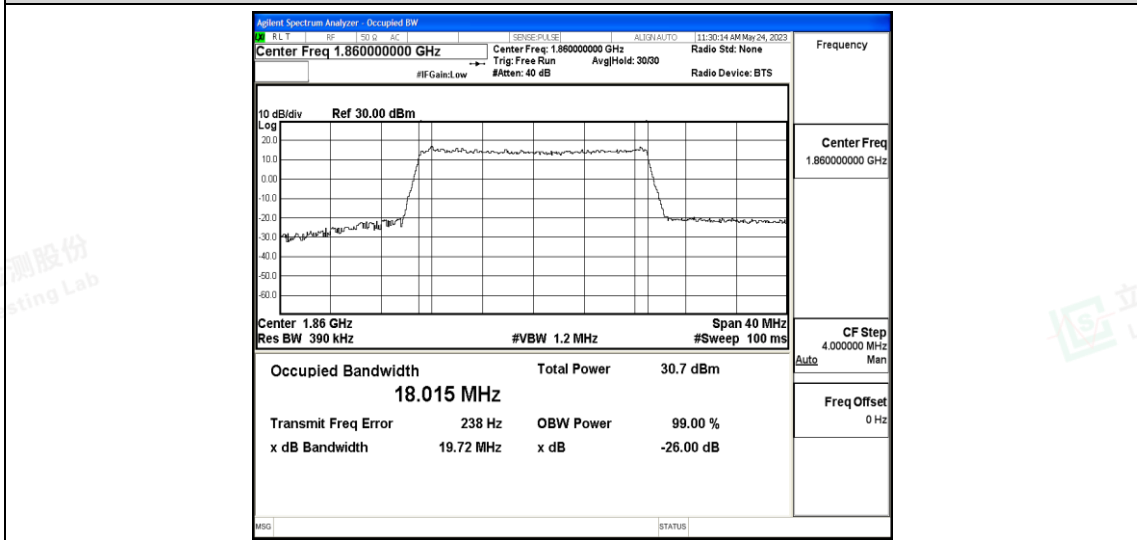 Agilent Spectrum Analyzer - Occupied BW
RLT RF 50 Ω AC SENSE:PULSE ALIGNAUTO 11:30:14 AM May 24, 2023
Center Freq 1.860000000 GHz
Center Freq: 1.860000000 GHz
Radio Std: None
Trig: Free Run Avg|Hold: 30/30
#IFGain:Low #Atten: 40 dB Radio Device: BTS
Frequency
10 dB/div Ref 30.00 dBm
Log
20.0
10.0
0.00
-10.0
-20.0
-30.0
-40.0
-50.0
-60.0
Center 1.86 GHz Span 40 MHz
Res BW 390 kHz #VBW 1.2 MHz #Sweep 100 ms
Center Freq
1.860000000 GHz
CF Step
4.000000 MHz
Auto Man
Freq Offset
0 Hz
Occupied Bandwidth Total Power 30.7 dBm
18.015 MHz
Transmit Freq Error 238 Hz OBW Power 99.00 %
x dB Bandwidth 19.72 MHz x dB -26.00 dB
MSG STATUS
测股份
sting Lab
立